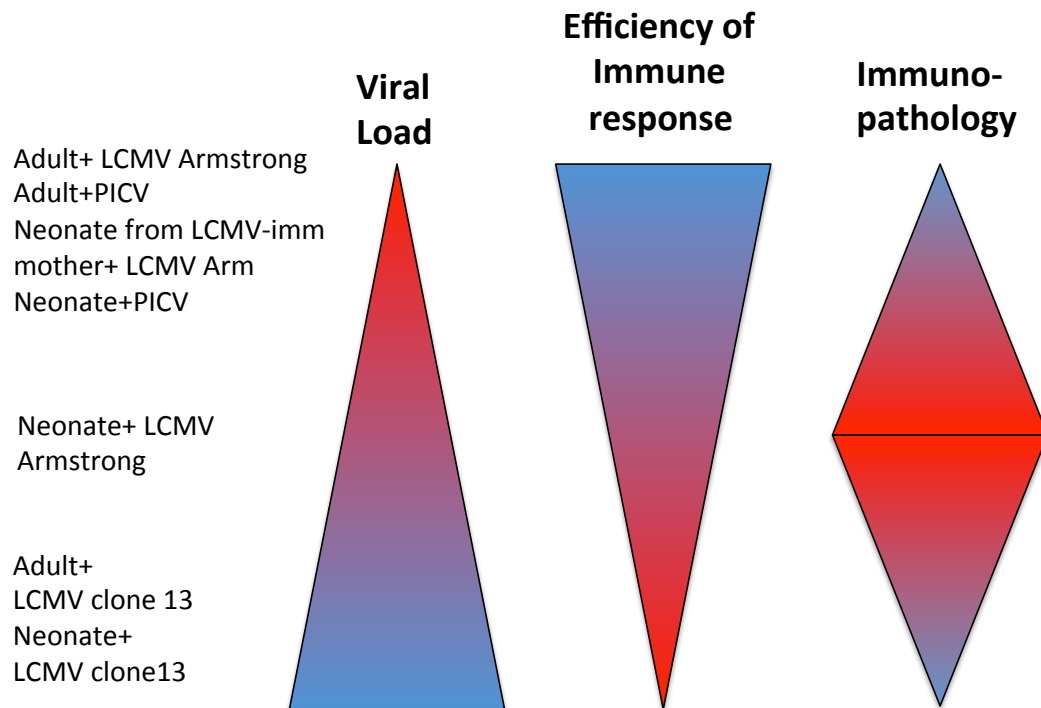 Viral
Load
Efficiency of
Immune
response
Immuno-
pathology
Adult+ LCMV Armstrong
Adult+PICV
Neonate from LCMV-imm
mother+ LCMV Arm
Neonate+PICV
Neonate+ LCMV
Armstrong
Adult+
LCMV clone 13
Neonate+
LCMV clone13